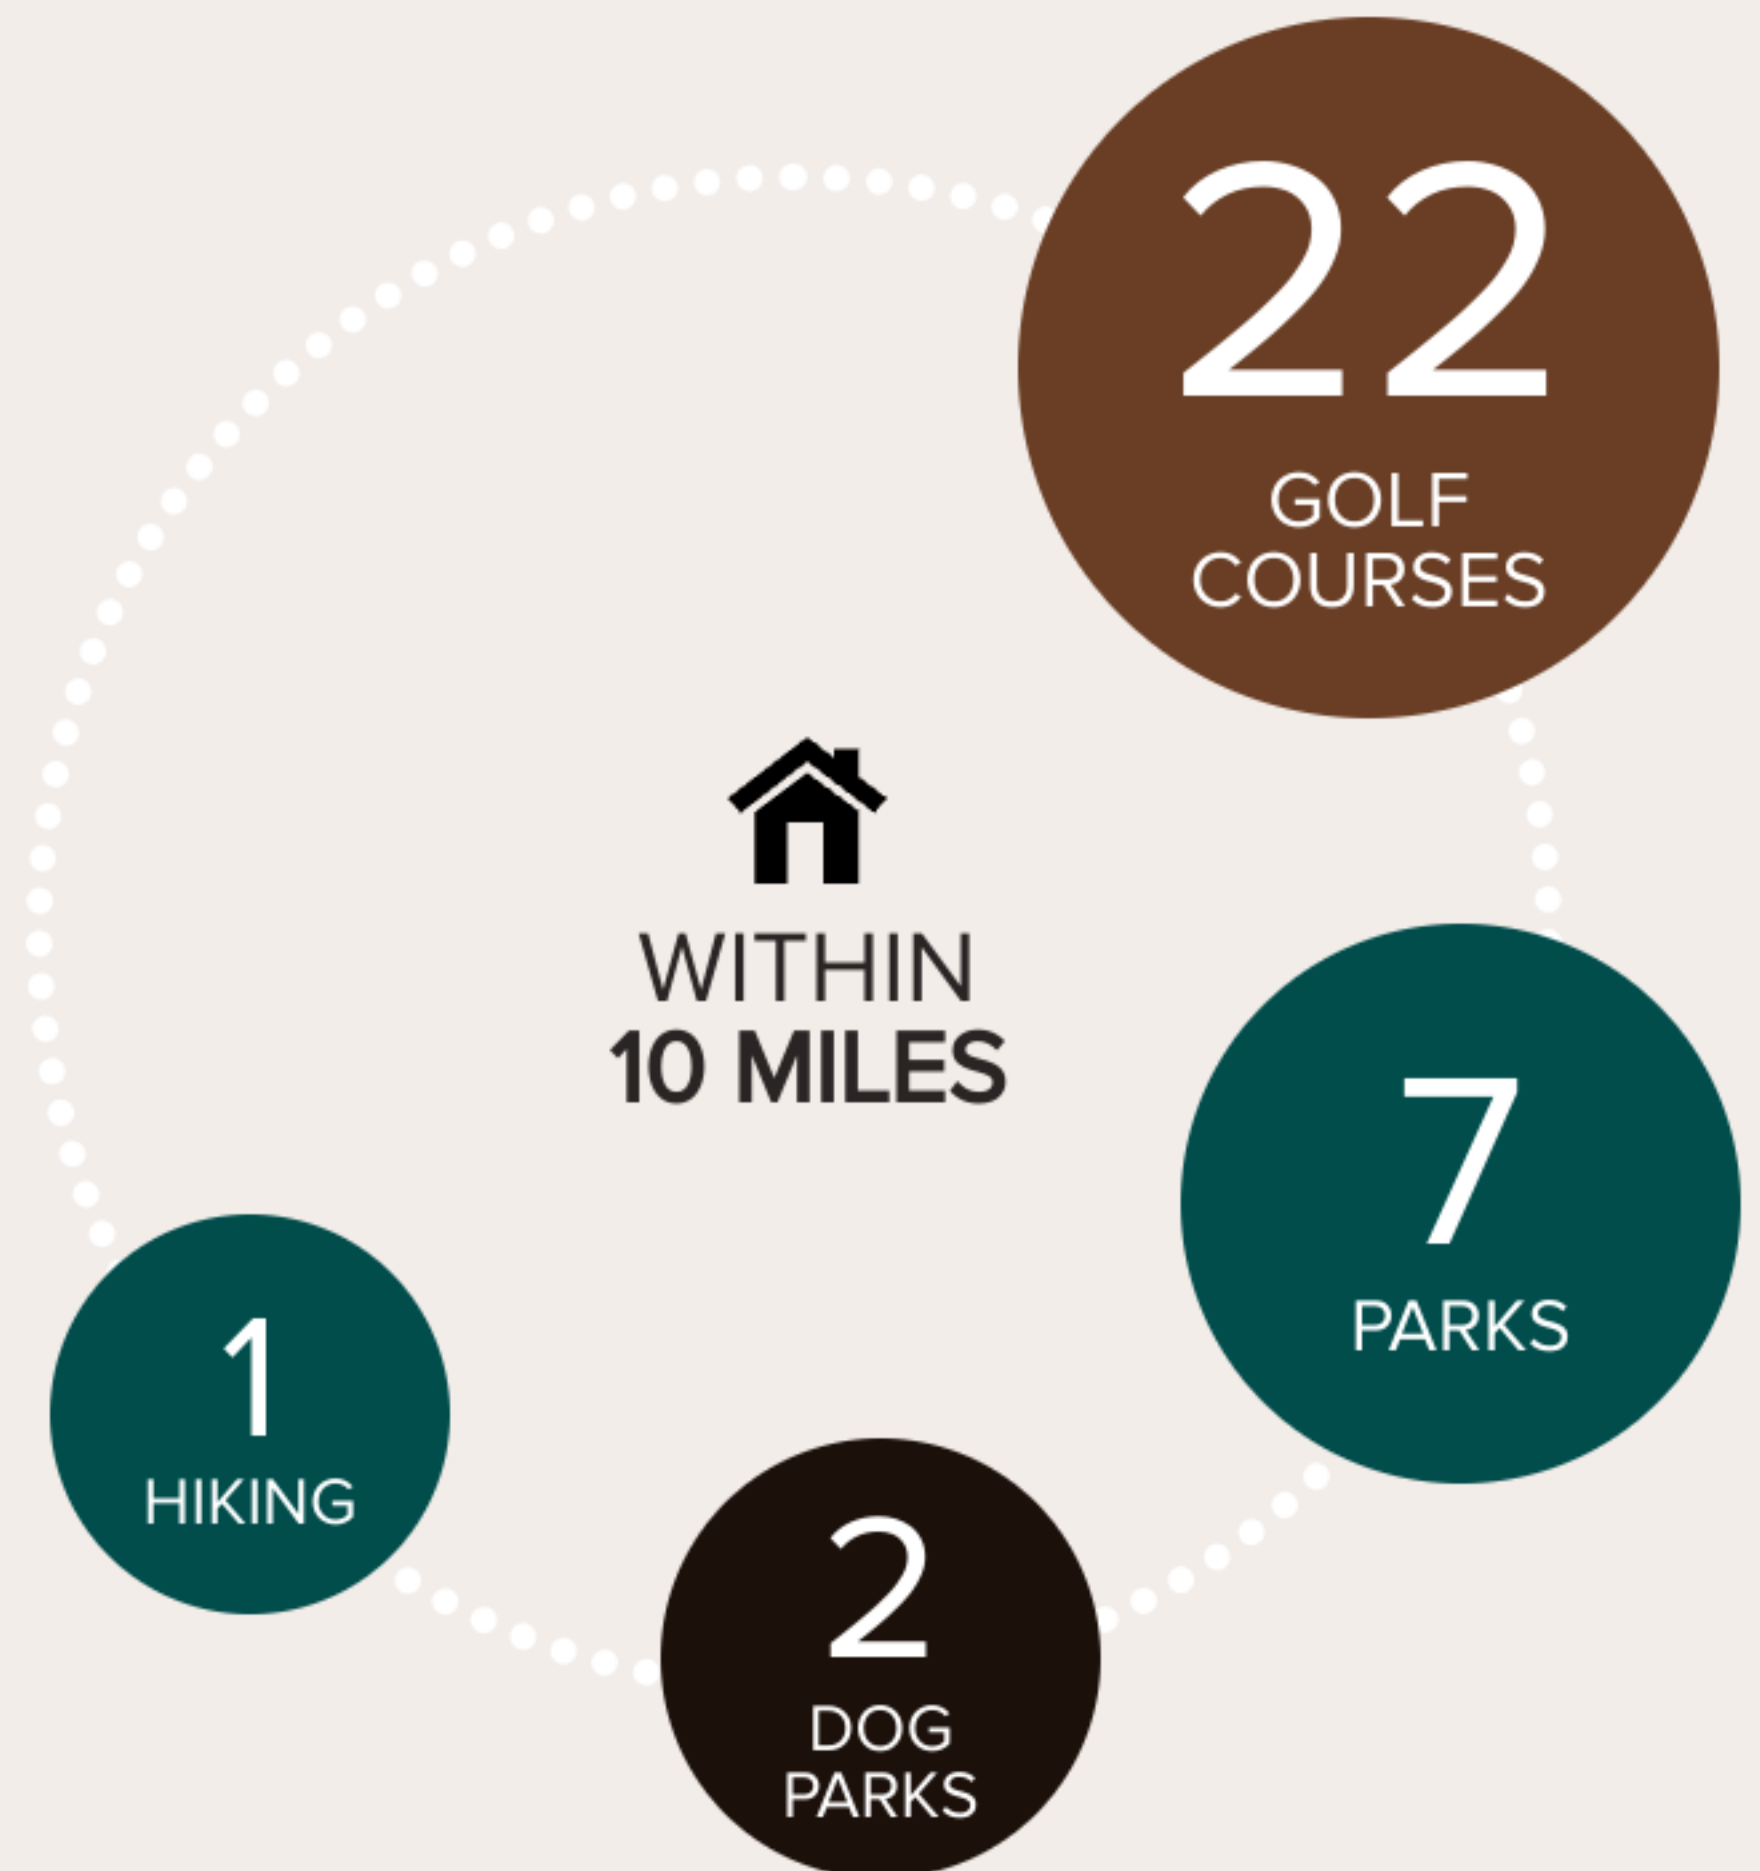 22
GOLF
COURSES
WITHIN
10 MILES
7
PARKS
1
HIKING
2
DOG
PARKS